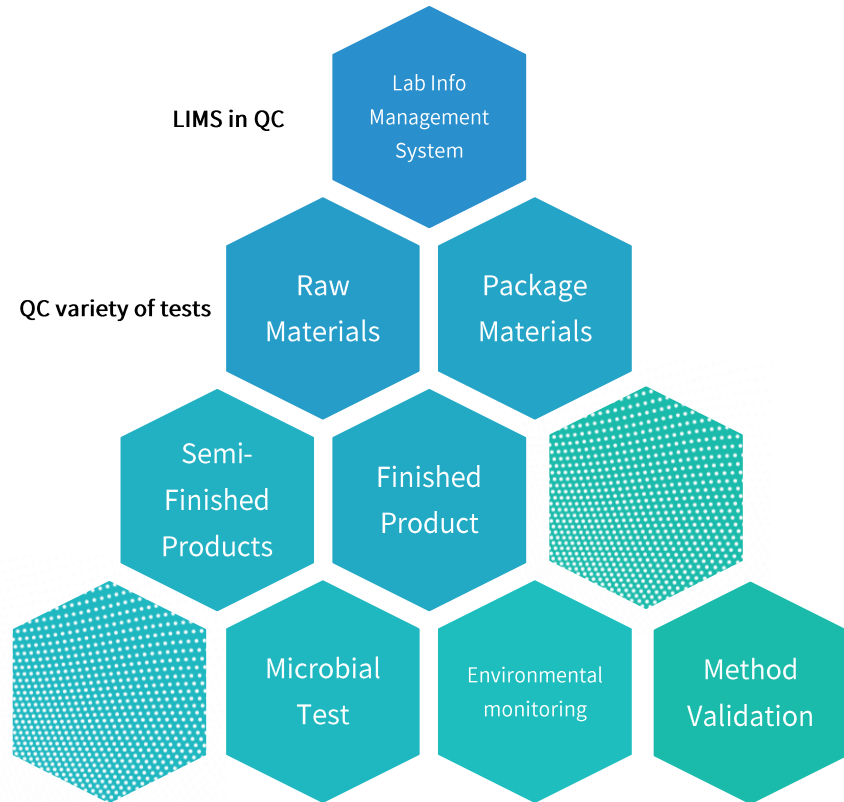 Lab Info
Management
System
LIMS in QC
Raw
Materials
Package
Materials
QC variety of tests
Semi-
Finished
Products
Finished
Product
Microbial
Test
Environmental
monitoring
Method
Validation